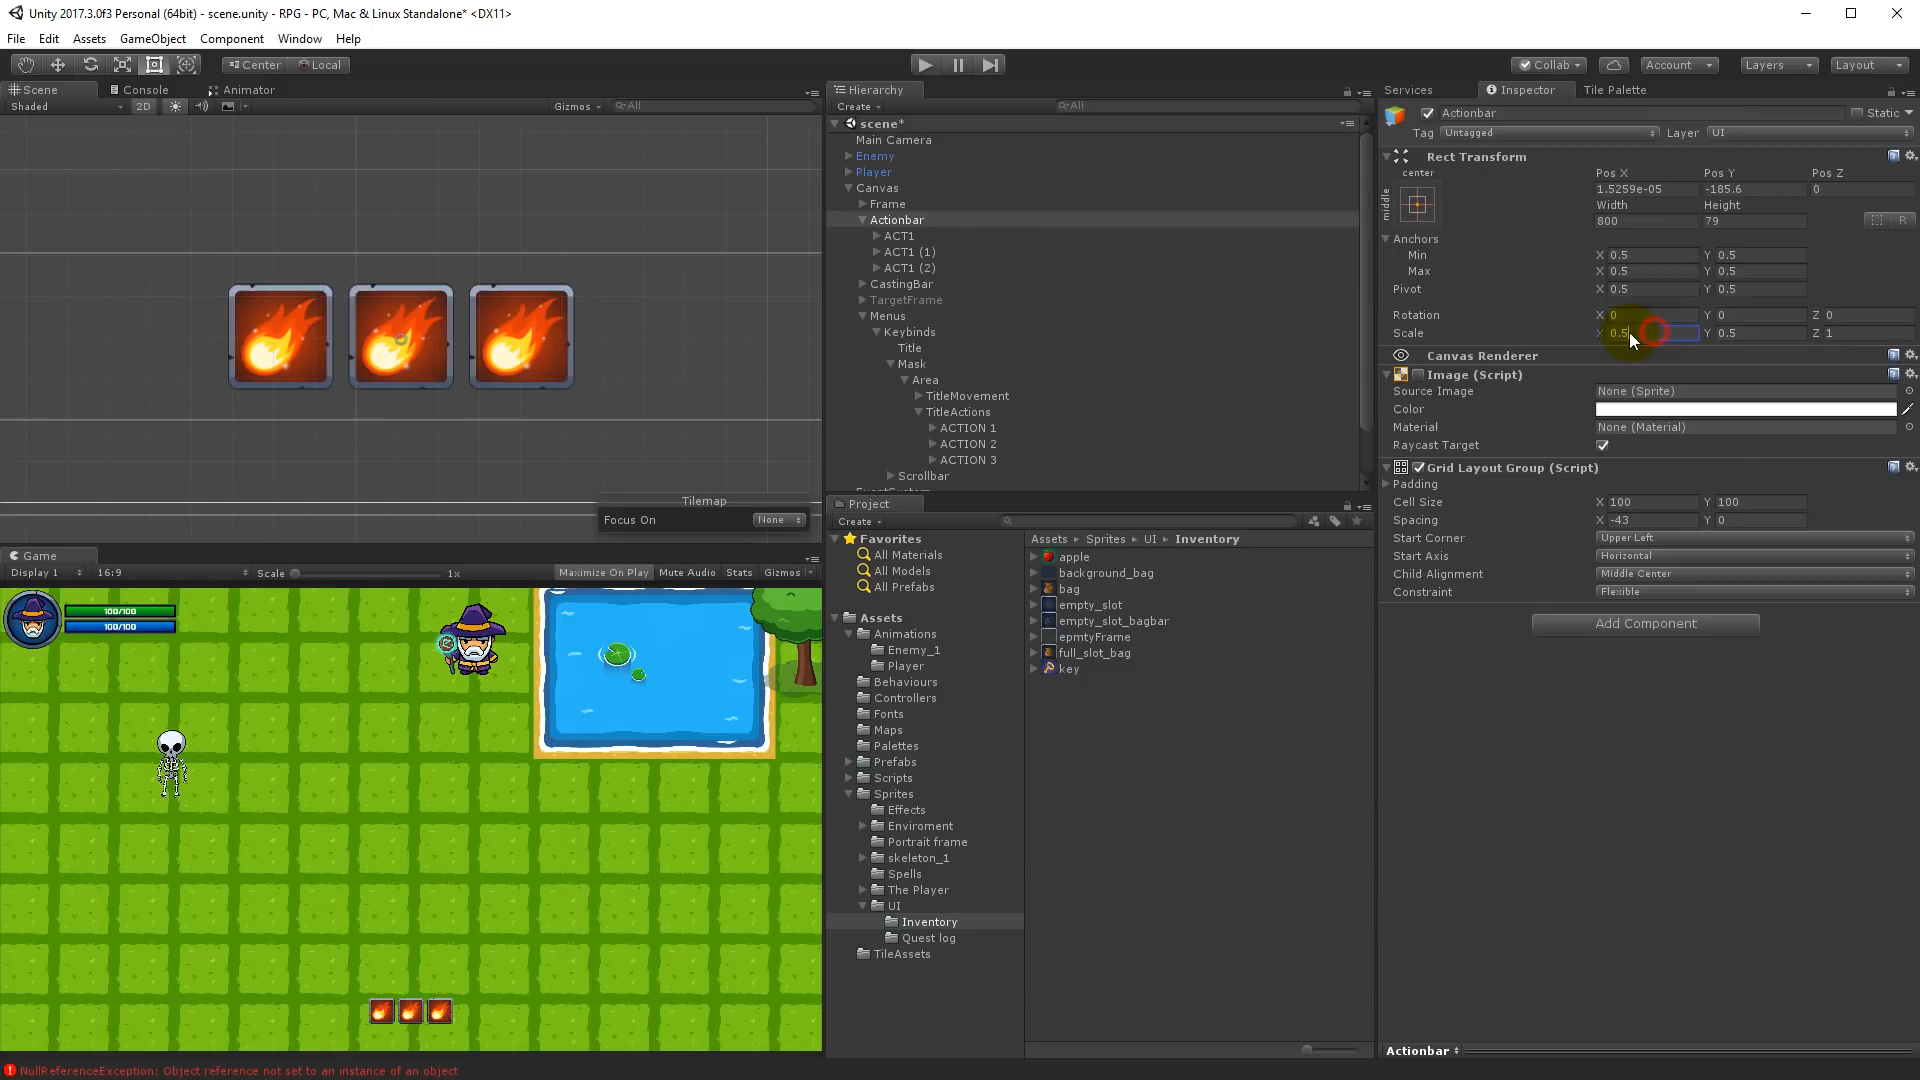 Unity 2017.3.0f3 Personal (64bit) - scene.unity - RPG - PC, Mac & Linux Standalone* <DX11>
File Edit Assets GameObject Component Window Help
Center Local Collab Account Layers Layout
Scene Console Animator
Shaded 2D Gizmos All
Tilemap
Focus On None
Game
Display 1 16:9 Scale 1x Maximize On Play Mute Audio Stats Gizmos
100/100
100/100
Hierarchy
Create All
scene*
Main Camera
Enemy
Player
Canvas
Frame
Actionbar
ACT1
ACT1 (1)
ACT1 (2)
CastingBar
TargetFrame
Menus
Keybinds
Title
Mask
Area
TitleMovement
TitleActions
ACTION 1
ACTION 2
ACTION 3
Scrollbar
Project
Create
Favorites
All Materials
All Models
All Prefabs
Assets
Animations
Enemy_1
Player
Behaviours
Controllers
Fonts
Maps
Palettes
Prefabs
Scripts
Sprites
Effects
Enviroment
Portrait frame
skeleton_1
Spells
The Player
UI
Inventory
Quest log
TileAssets
Assets Sprites UI Inventory
apple
background_bag
bag
empty_slot
empty_slot_bagbar
epmtyFrame
full_slot_bag
key
Services Inspector Tile Palette
Actionbar Static
Tag Untagged Layer UI
Rect Transform
center
middle
Pos X Pos Y Pos Z
1.5259e-05 -185.6 0
Width Height
800 79 R
Anchors
Min X 0.5 Y 0.5
Max X 0.5 Y 0.5
Pivot X 0.5 Y 0.5
Rotation X 0 Y 0 Z 0
Scale X 0.5 Y 0.5 Z 1
Canvas Renderer
Image (Script)
Source Image None (Sprite)
Color
Material None (Material)
Raycast Target
Grid Layout Group (Script)
Padding
Cell Size X 100 Y 100
Spacing X -43 Y 0
Start Corner Upper Left
Start Axis Horizontal
Child Alignment Middle Center
Constraint Flexible
Add Component
Actionbar
NullReferenceException: Object reference not set to an instance of an object